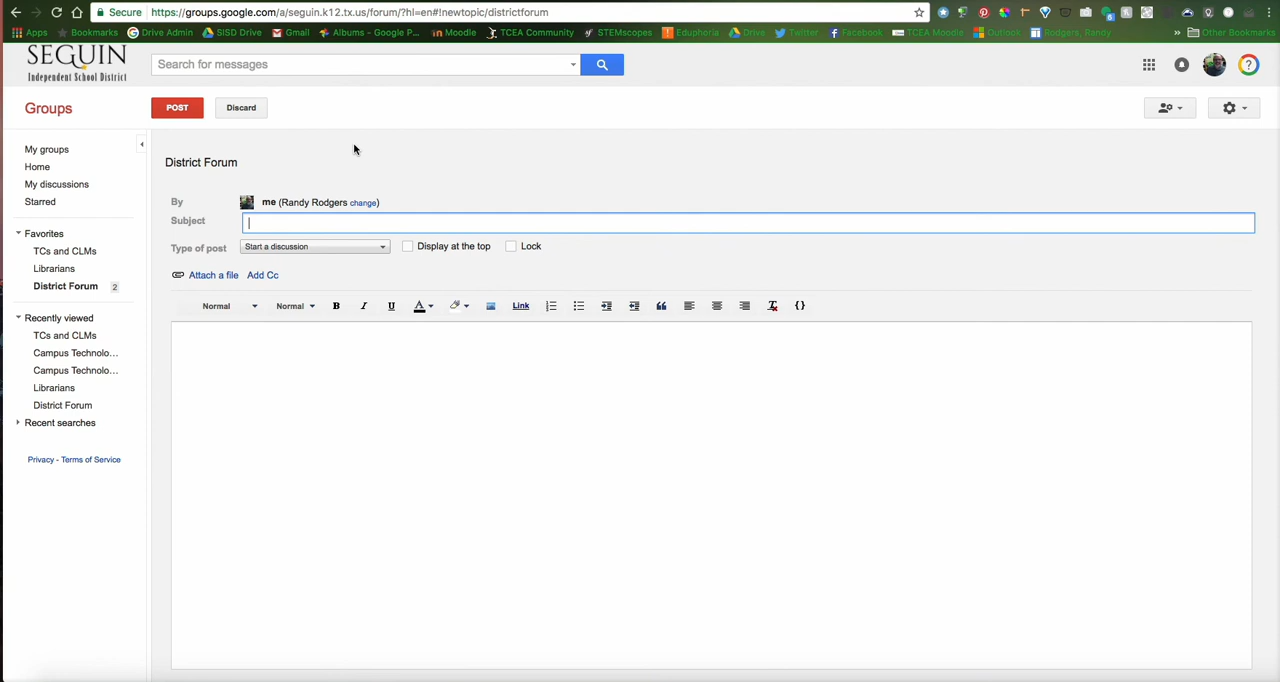 Secure https://groups.google.com/a/seguin.k12.tx.us/forum/?hl=en#!newtopic/districtforum
Apps Bookmarks Drive Admin SISD Drive Gmail Albums - Google P... Moodle TCEA Community STEMscopes Eduphoria Drive Twitter Facebook TCEA Moodle Outlook Rodgers, Randy » Other Bookmarks
SEGUIN
Independent School District
Search for messages
Groups
POST
Discard
My groups
Home
My discussions
Starred
Favorites
TCs and CLMs
Librarians
District Forum 2
Recently viewed
TCs and CLMs
Campus Technolo...
Campus Technolo...
Librarians
District Forum
Recent searches
Privacy - Terms of Service
District Forum
By me (Randy Rodgers change)
Subject
Type of post Start a discussion Display at the top Lock
Attach a file Add Cc
Normal Normal B I U A Link {}